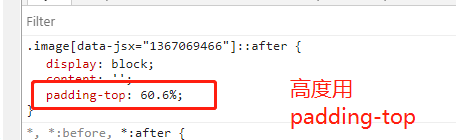 Filter
.image[data-jsx="1367069466"]::after {
display: block;
content: '';
padding-top: 60.6%;
}
高度用
padding-top
*, *:before, *:after {